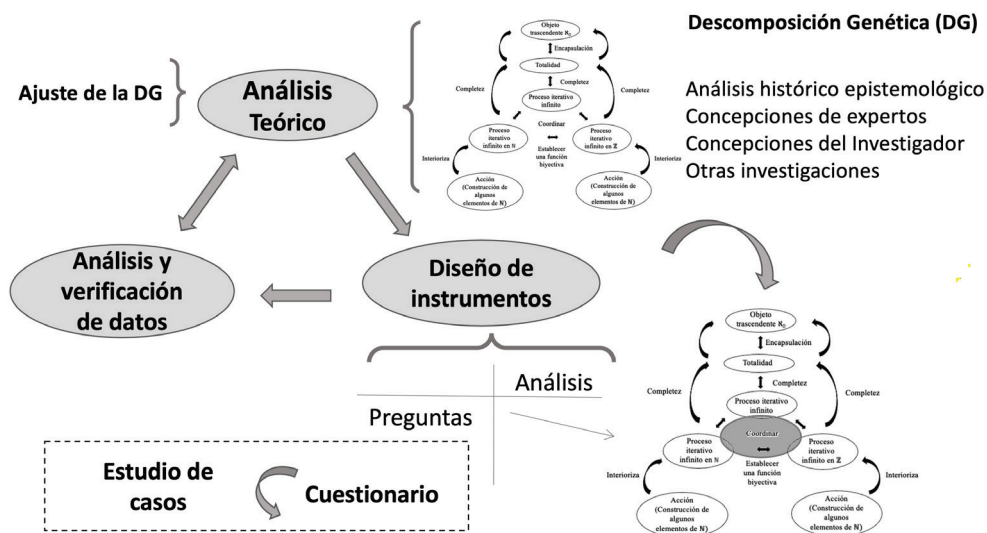 Descomposición Genética (DG)
Ajuste de la DG
Análisis
Teórico
Objeto
trascendente ℵ₀
Encapsulación
Totalidad
Completez
Completez
Completez
Proceso iterativo
infinito
Proceso
iterativo
infinito en ℕ
Coordinar
Establecer
una función
biyectiva
Proceso
iterativo
infinito en ℤ
Interioriza
Interioriza
Acción
(Construcción de
algunos
elementos de ℕ)
Acción
(Construcción de
algunos
elementos de ℕ)
Análisis histórico epistemológico
Concepciones de expertos
Concepciones del Investigador
Otras investigaciones
Análisis y
verificación
de datos
Diseño de
instrumentos
Análisis
Preguntas
Estudio de
casos
Cuestionario
Objeto
trascendente ℵ₀
Encapsulación
Totalidad
Completez
Completez
Completez
Proceso iterativo
infinito
Coordinar
Proceso
iterativo
infinito en ℕ
Establecer
una función
biyectiva
Proceso
iterativo
infinito en ℤ
Interioriza
Interioriza
Acción
(Construcción de
algunos
elementos de ℕ)
Acción
(Construcción de
algunos
elementos de ℕ)